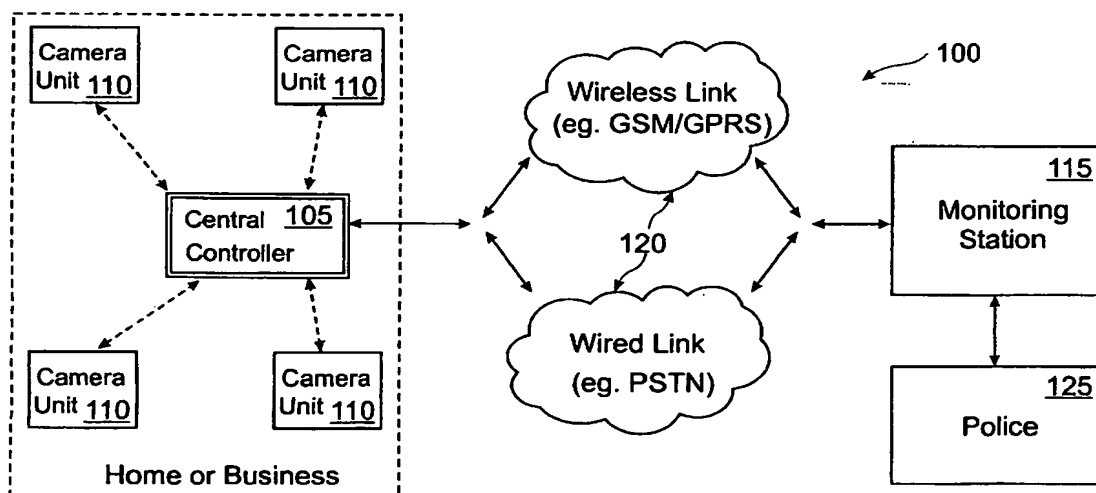 Camera
Unit 110
Camera
Unit 110
Central 105
Controller
Camera
Unit 110
Camera
Unit 110
Home or Business
Wireless Link
(eg. GSM/GPRS)
120
Wired Link
(eg. PSTN)
100
115
Monitoring
Station
125
Police